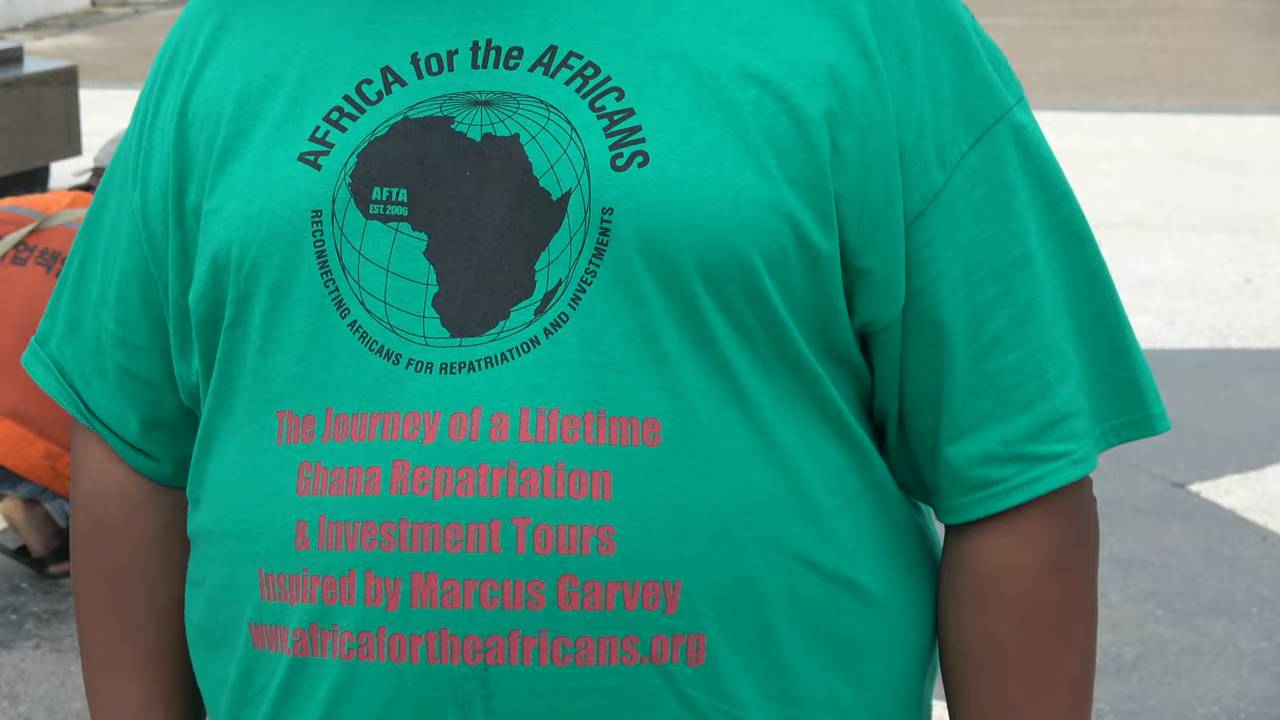 AFRICA for the AFRICANS
AFTA
EST. 2006
RECONNECTING AFRICANS FOR REPATRIATION AND INVESTMENTS
The Journey of a Lifetime
Ghana Repatriation
& Investment Tours
Inspired by Marcus Garvey
www.africafortheafricans.org